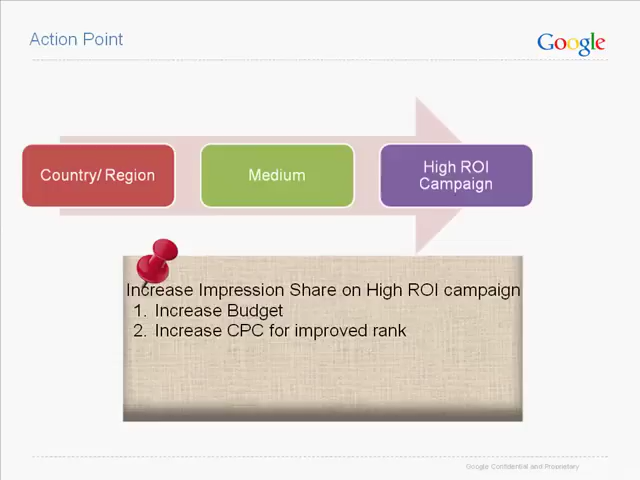 Action Point
Google
Country/ Region
Medium
High ROI
Campaign
Increase Impression Share on High ROI campaign
1. Increase Budget
2. Increase CPC for improved rank
Google Confidential and Proprietary